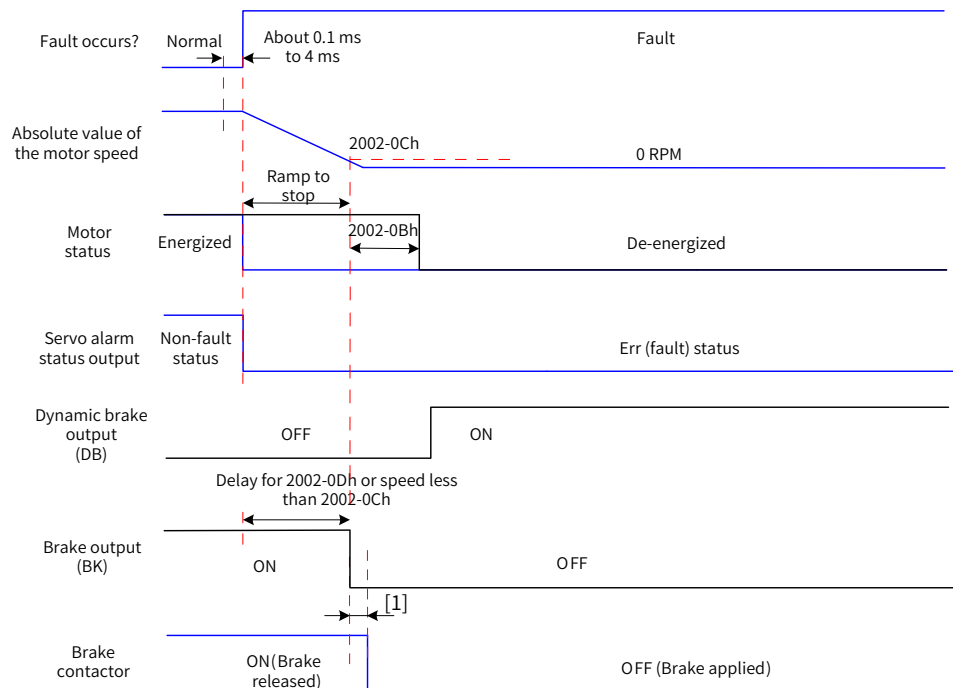 Fault occurs?
Normal
About 0.1 ms
to 4 ms
Fault
Absolute value of
the motor speed
2002-0Ch
0 RPM
Ramp to
stop
Motor
status
Energized
2002-0Bh
De-energized
Servo alarm
status output
Non-fault
status
Err (fault) status
Dynamic brake
output
(DB)
OFF
ON
Delay for 2002-0Dh or speed less
than 2002-0Ch
Brake output
(BK)
ON
OFF
[1]
Brake
contactor
ON(Brake
released)
OFF (Brake applied)